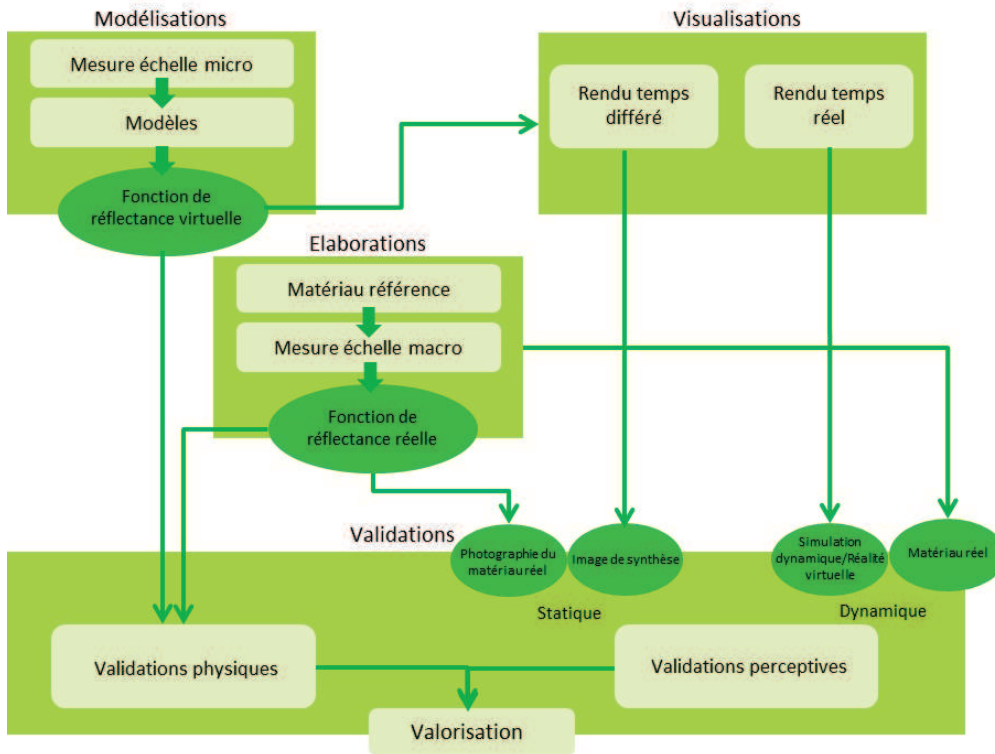 Modélisations
Mesure échelle micro
Modèles
Fonction de
réflectance virtuelle
Visualisations
Rendu temps
différé
Rendu temps
réel
Elaborations
Matériau référence
Mesure échelle macro
Fonction de
réflectance réelle
Validations
Photographie du
matériau réel
Image de synthèse
Statique
Simulation
dynamique/Réalité
virtuelle
Matériau réel
Dynamique
Validations physiques
Validations perceptives
Valorisation